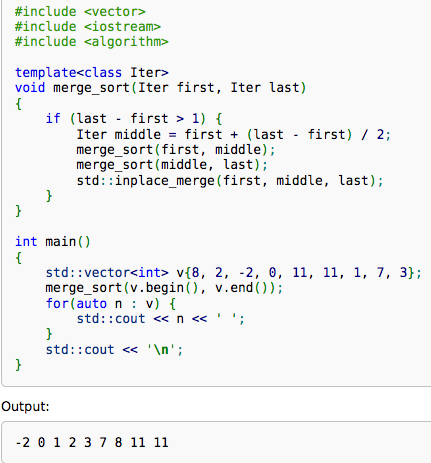 #include <vector>
#include <iostream>
#include <algorithm>

template<class Iter>
void merge_sort(Iter first, Iter last)
{
    if (last - first > 1) {
        Iter middle = first + (last - first) / 2;
        merge_sort(first, middle);
        merge_sort(middle, last);
        std::inplace_merge(first, middle, last);
    }
}

int main()
{
    std::vector<int> v{8, 2, -2, 0, 11, 11, 1, 7, 3};
    merge_sort(v.begin(), v.end());
    for(auto n : v) {
        std::cout << n << ' ';
    }
    std::cout << '\n';
}

Output:

-2 0 1 2 3 7 8 11 11